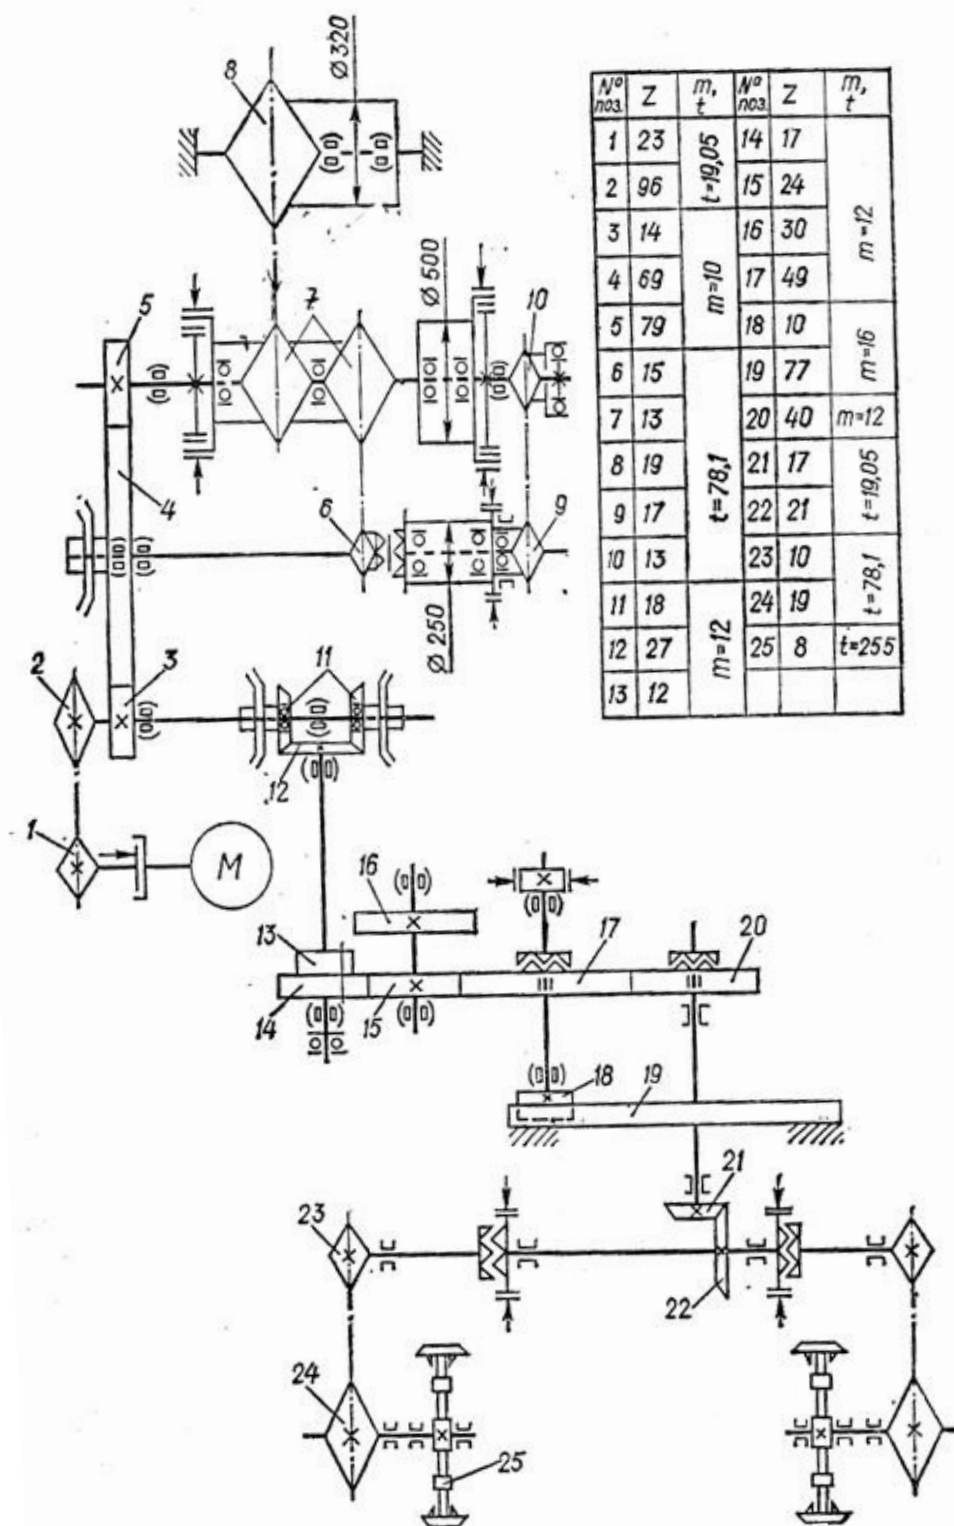 Ø320
8
Ø500
5
7
10
4
6
9
Ø250
2
3
11
12
1
M
16
13
17
20
14
15
18
19
21
23
22
24
25
№ поз. Z m, t № поз. Z m, t
1 23 t=19,05 14 17 m=12
2 96 15 24
3 14 m=10 16 30
4 69 17 49
5 79 18 10 m=16
6 15 t=78,1 19 77
7 13 20 40 m=12
8 19 21 17 t=19,05
9 17 22 21
10 13 23 10 t=78,1
11 18 m=12 24 19
12 27 25 8 t=255
13 12